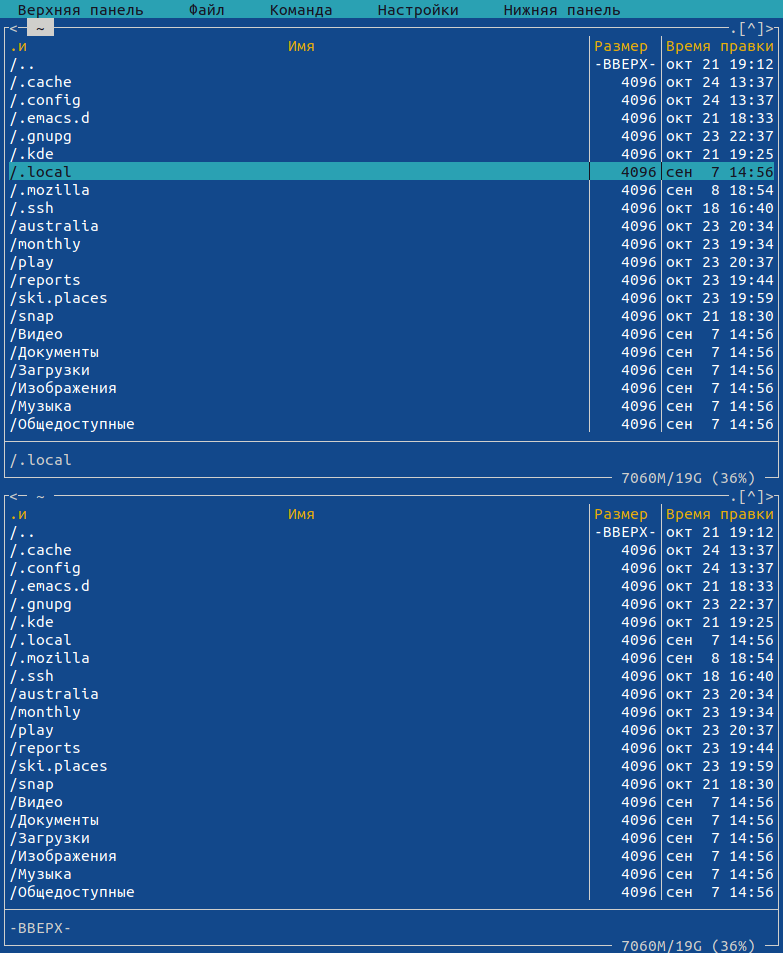 Верхняя панель Файл Команда Настройки Нижняя панель
<─ ~ .[^]>
.и Имя Размер Время правки
/.. -ВВЕРХ- окт 21 19:12
/.cache 4096 окт 24 13:37
/.config 4096 окт 24 13:37
/.emacs.d 4096 окт 21 18:33
/.gnupg 4096 окт 23 22:37
/.kde 4096 окт 21 19:25
/.local 4096 сен 7 14:56
/.mozilla 4096 сен 8 18:54
/.ssh 4096 окт 18 16:40
/australia 4096 окт 23 20:34
/monthly 4096 окт 23 19:34
/play 4096 окт 23 20:37
/reports 4096 окт 23 19:44
/ski.places 4096 окт 23 19:59
/snap 4096 окт 21 18:30
/Видео 4096 сен 7 14:56
/Документы 4096 сен 7 14:56
/Загрузки 4096 сен 7 14:56
/Изображения 4096 сен 7 14:56
/Музыка 4096 сен 7 14:56
/Общедоступные 4096 сен 7 14:56
/.local
7060M/19G (36%)
<─ ~ .[^]>
.и Имя Размер Время правки
/.. -ВВЕРХ- окт 21 19:12
/.cache 4096 окт 24 13:37
/.config 4096 окт 24 13:37
/.emacs.d 4096 окт 21 18:33
/.gnupg 4096 окт 23 22:37
/.kde 4096 окт 21 19:25
/.local 4096 сен 7 14:56
/.mozilla 4096 сен 8 18:54
/.ssh 4096 окт 18 16:40
/australia 4096 окт 23 20:34
/monthly 4096 окт 23 19:34
/play 4096 окт 23 20:37
/reports 4096 окт 23 19:44
/ski.places 4096 окт 23 19:59
/snap 4096 окт 21 18:30
/Видео 4096 сен 7 14:56
/Документы 4096 сен 7 14:56
/Загрузки 4096 сен 7 14:56
/Изображения 4096 сен 7 14:56
/Музыка 4096 сен 7 14:56
/Общедоступные 4096 сен 7 14:56
-ВВЕРХ-
7060M/19G (36%)